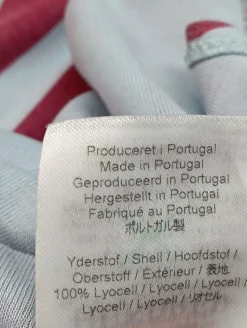 Produceret i Portugal
Made in Portugal
Geproduceerd in Portugal
Hergestellt in Portugal
Fabriqué au Portugal
ポルトガル製
Yderstof / Shell / Hoofdstof /
Oberstoff / Extérieur / 表地
100% Lyocell / Lyocell / Lyocell /
Lyocell / Lyocell / リオセル